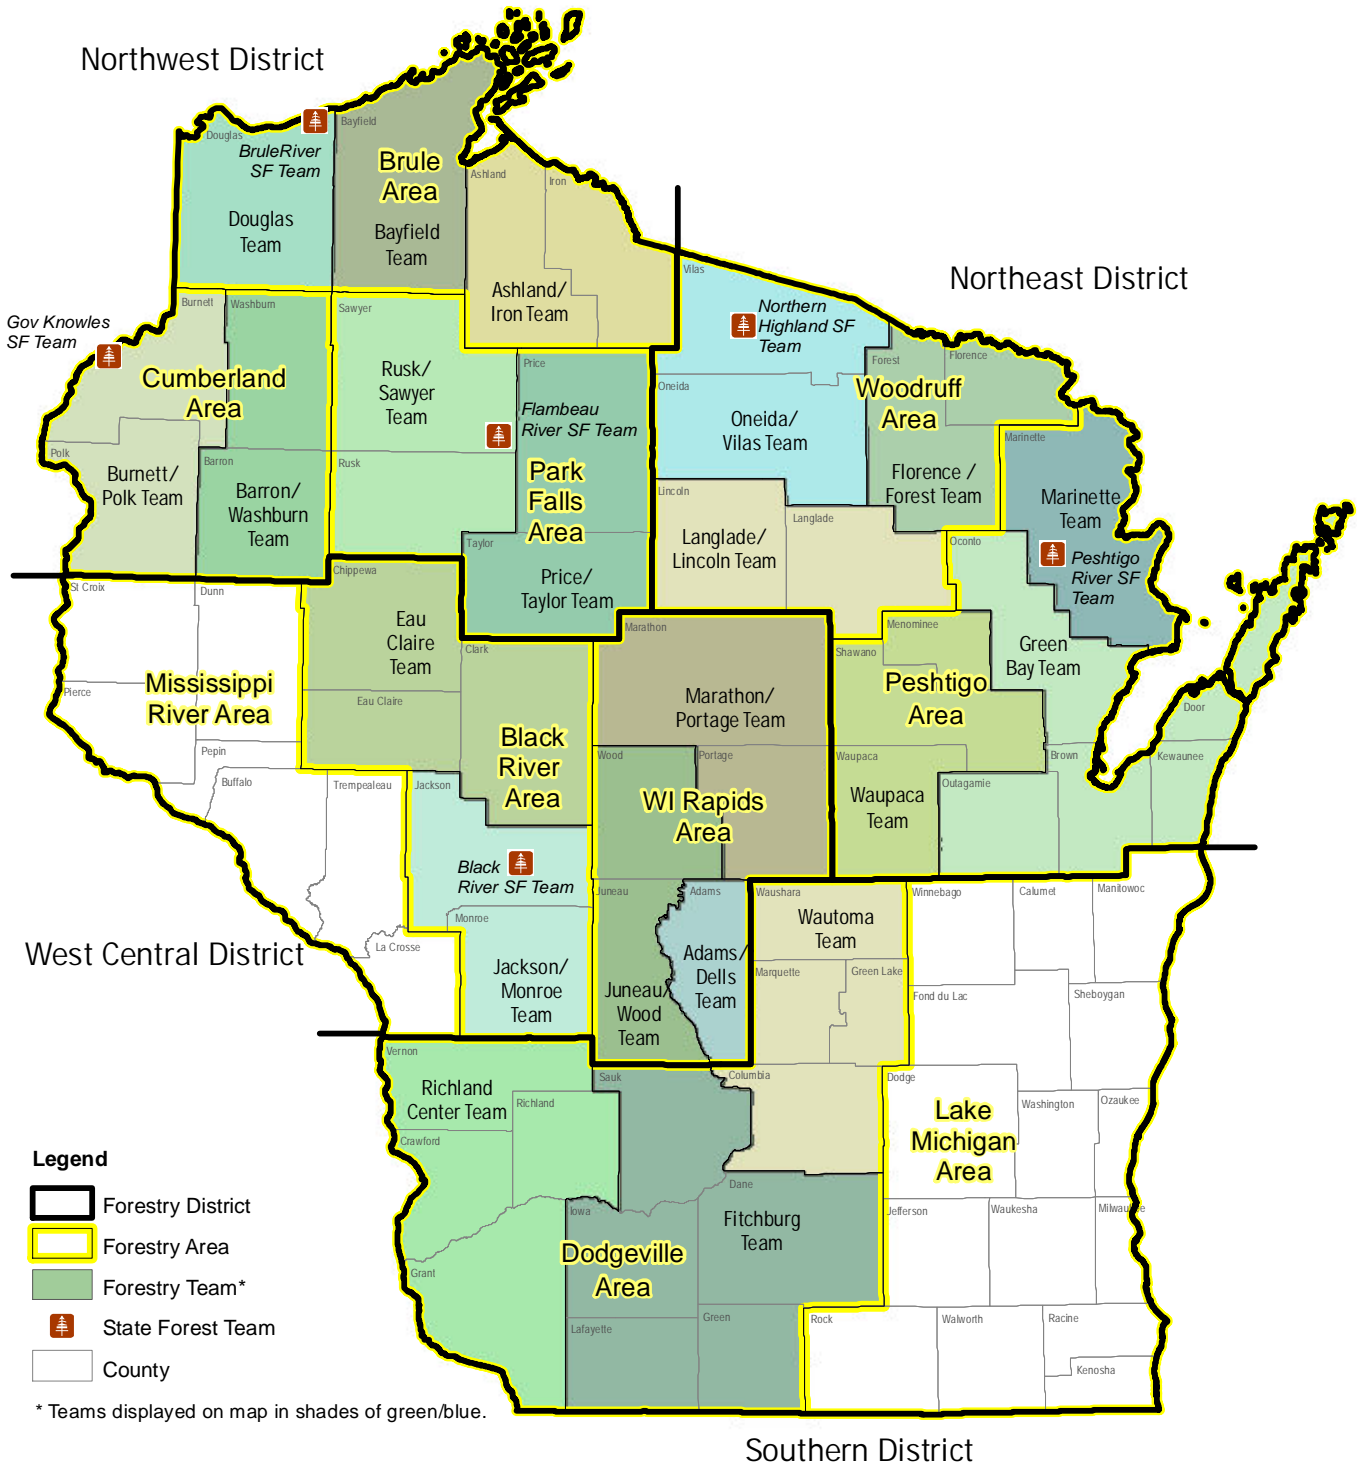 Northwest District
Douglas
BruleRiver
SF Team
Douglas
Team
Bayfield
Brule
Area
Bayfield
Team
Ashland
Iron
Ashland/
Iron Team
Northeast District
Vilas
Northern
Highland SF
Team
Oneida
Oneida/
Vilas Team
Forest
Florence
Woodruff
Area
Florence /
Forest Team
Gov Knowles
SF Team
Burnett
Washburn
Cumberland
Area
Polk
Burnett/
Polk Team
Barron
Barron/
Washburn
Team
Sawyer
Rusk/
Sawyer
Team
Rusk
Price
Flambeau
River SF Team
Park
Falls
Area
Taylor
Price/
Taylor Team
Lincoln
Langlade/
Lincoln Team
Langlade
Marinette
Marinette
Team
Peshtigo
River SF
Team
Oconto
Green
Bay Team
Menominee
Shawano
Peshtigo
Area
Waupaca
Waupaca
Team
Outagamie
Brown
Door
Kewaunee
St Croix
Dunn
Pierce
Mississippi
River Area
Pepin
Buffalo
Trempealeau
La Crosse
West Central District
Chippewa
Eau
Claire
Team
Eau Claire
Clark
Black
River
Area
Jackson
Black
River SF Team
Monroe
Jackson/
Monroe
Team
Marathon
Marathon/
Portage Team
Wood
Portage
WI Rapids
Area
Juneau
Juneau/
Wood
Team
Adams
Adams/
Dells
Team
Waushara
Wautoma
Team
Marquette
Green Lake
Winnebago
Calumet
Manitowoc
Fond du Lac
Sheboygan
Vernon
Richland
Center Team
Richland
Crawford
Grant
Sauk
Columbia
Dodge
Lake
Michigan
Area
Washington
Ozaukee
Iowa
Dane
Fitchburg
Team
Dodgeville
Area
Lafayette
Green
Jefferson
Waukesha
Milwaukee
Rock
Walworth
Racine
Kenosha
Southern District
Legend
Forestry District
Forestry Area
Forestry Team*
State Forest Team
County
* Teams displayed on map in shades of green/blue.